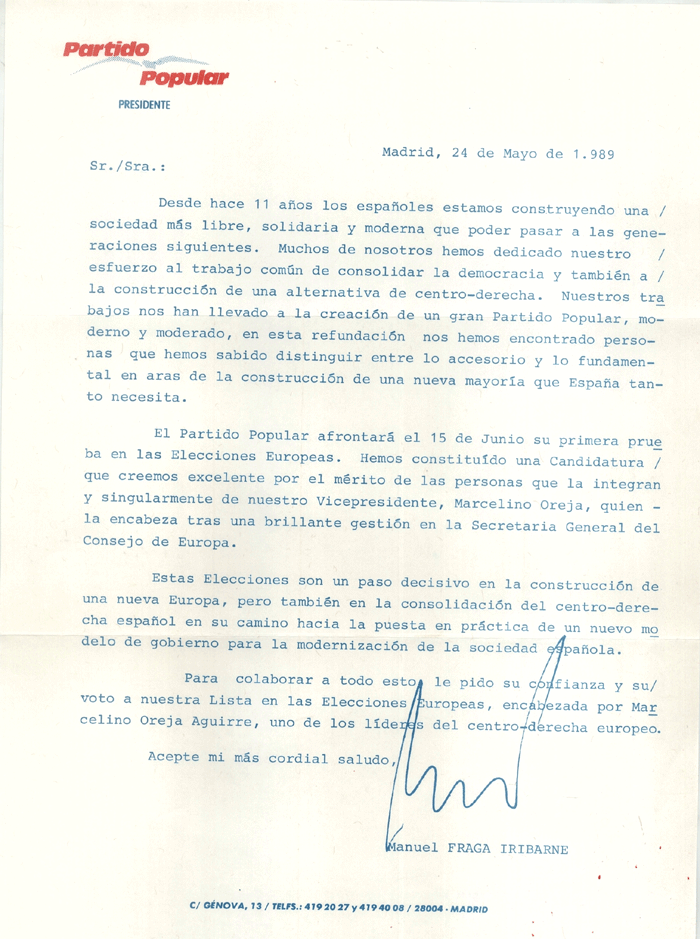 Partido
Popular
PRESIDENTE
Madrid, 24 de Mayo de 1.989
Sr./Sra.:
Desde hace 11 años los españoles estamos construyendo una /
sociedad más libre, solidaria y moderna que poder pasar a las gene-
raciones siguientes. Muchos de nosotros hemos dedicado nuestro /
esfuerzo al trabajo común de consolidar la democracia y también a /
la construcción de una alternativa de centro-derecha. Nuestros tra
bajos nos han llevado a la creación de un gran Partido Popular, mo-
derno y moderado, en esta refundación nos hemos encontrado perso-
nas que hemos sabido distinguir entre lo accesorio y lo fundamen-
tal en aras de la construcción de una nueva mayoría que España tan-
to necesita.
El Partido Popular afrontará el 15 de Junio su primera prue
ba en las Elecciones Europeas. Hemos constituído una Candidatura /
que creemos excelente por el mérito de las personas que la integran
y singularmente de nuestro Vicepresidente, Marcelino Oreja, quien -
la encabeza tras una brillante gestión en la Secretaria General del
Consejo de Europa.
Estas Elecciones son un paso decisivo en la construcción de
una nueva Europa, pero también en la consolidación del centro-dere-
cha español en su camino hacia la puesta en práctica de un nuevo mo
delo de gobierno para la modernización de la sociedad española.
Para colaborar a todo esto, le pido su confianza y su/
voto a nuestra Lista en las Elecciones Europeas, encabezada por Mar
celino Oreja Aguirre, uno de los líderes del centro-derecha europeo.
Acepte mi más cordial saludo,
Manuel FRAGA IRIBARNE
C/ GÉNOVA, 13 / TELFS.: 419 20 27 y 419 40 08 / 28004 - MADRID